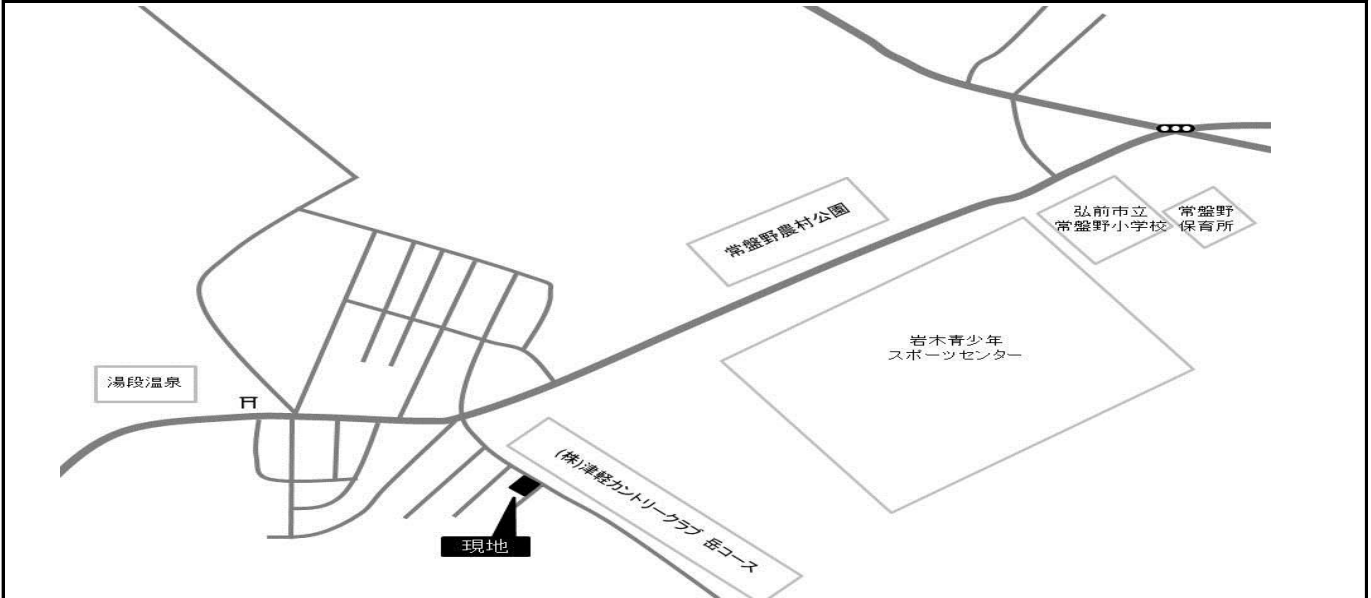 弘前市立
常盤野小学校
常盤野
保育所
常盤野農村公園
岩木青少年
スポーツセンター
湯段温泉
(株)津軽カントリークラブ 岳コース
現地